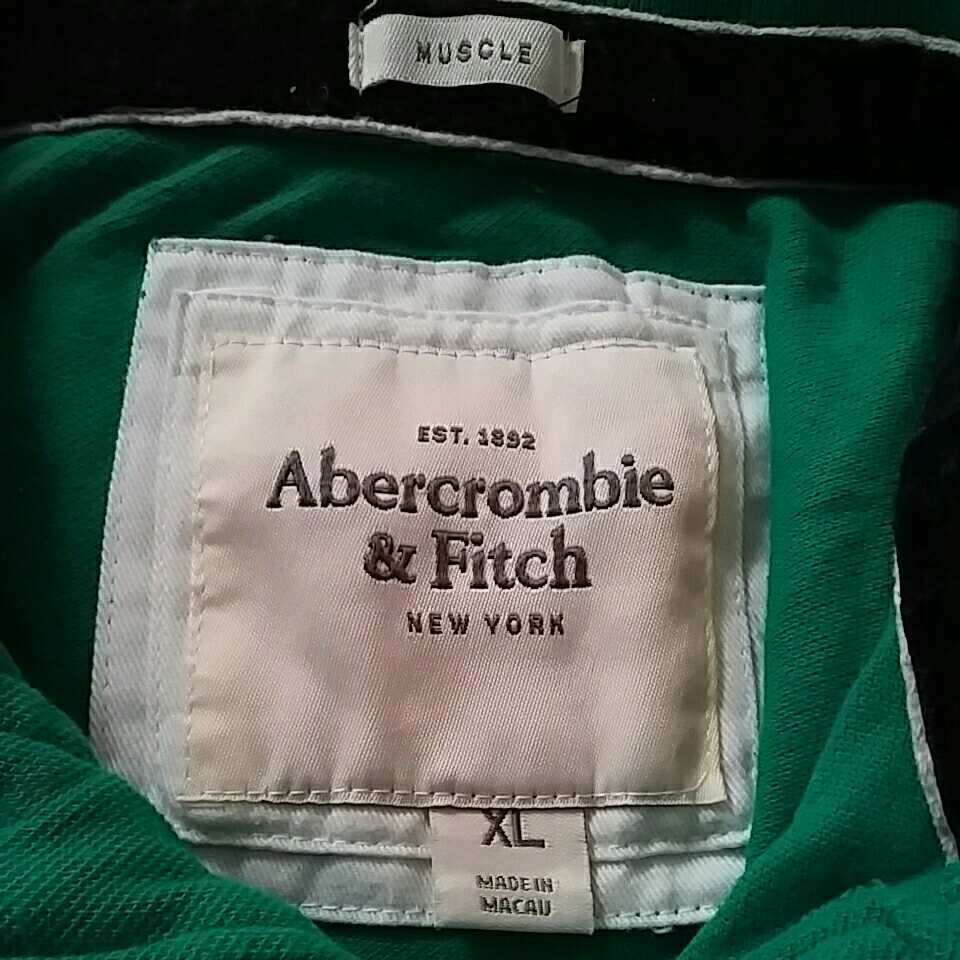 MUSCLE
EST. 1892
Abercrombie
& Fitch
NEW YORK
XL
MADE IN
MACAU